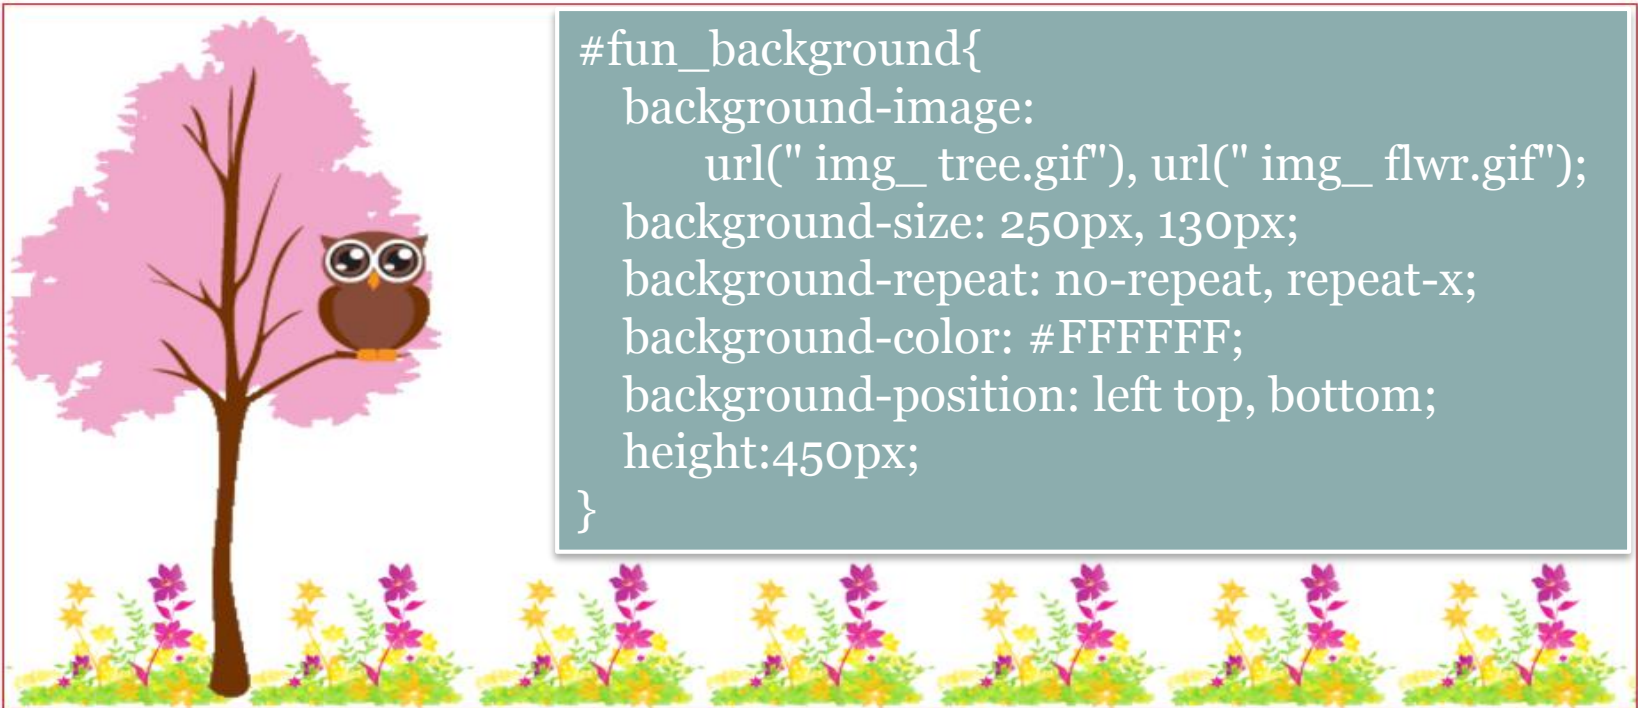 #fun_background{
background-image:
url(" img_ tree.gif"), url(" img_ flwr.gif");
background-size: 250px, 130px;
background-repeat: no-repeat, repeat-x;
background-color: #FFFFFF;
background-position: left top, bottom;
height:450px;
}